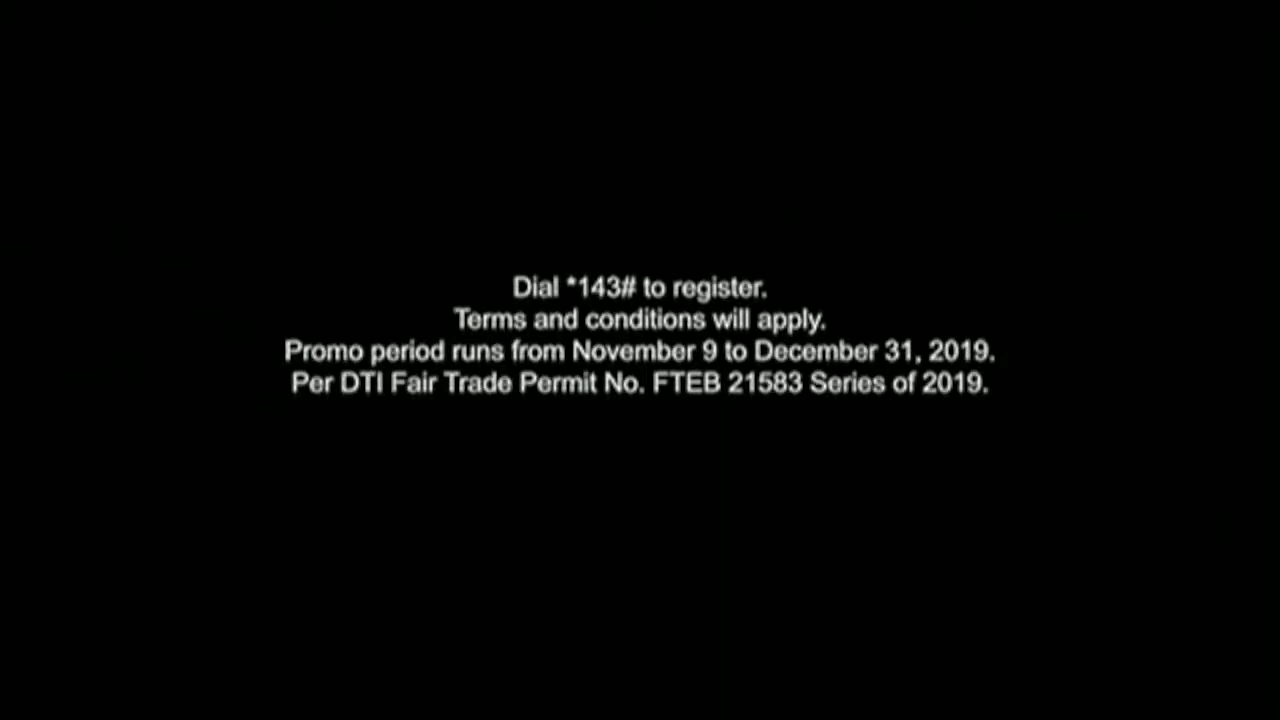 Dial *143# to register.
Terms and conditions will apply.
Promo period runs from November 9 to December 31, 2019.
Per DTI Fair Trade Permit No. FTEB 21583 Series of 2019.